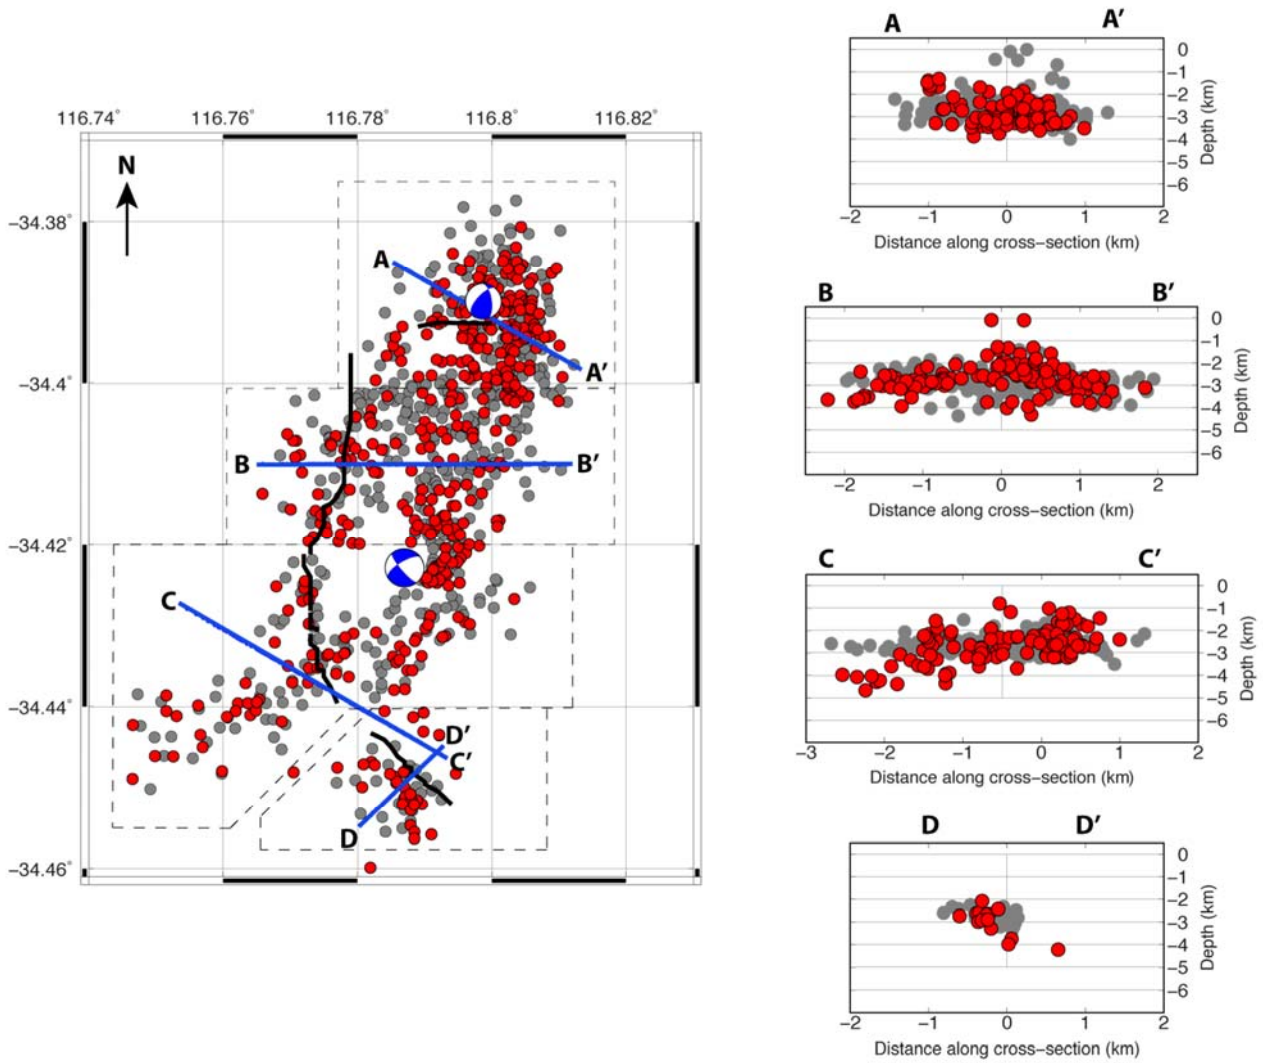 116.74° 116.76° 116.78° 116.8° 116.82°
N
−34.38°
−34.4°
−34.42°
−34.44°
−34.46°
A
A′
B B′
C
D′
C′
D
A A′
0
−1
−2
−3
−4
−5
−6
Depth (km)
−2 −1 0 1 2
Distance along cross−section (km)
B B′
0
−1
−2
−3
−4
−5
−6
Depth (km)
−2 −1 0 1 2
Distance along cross−section (km)
C C′
0
−1
−2
−3
−4
−5
−6
Depth (km)
−3 −2 −1 0 1 2
Distance along cross−section (km)
D D′
0
−1
−2
−3
−4
−5
−6
Depth (km)
−2 −1 0 1 2
Distance along cross−section (km)